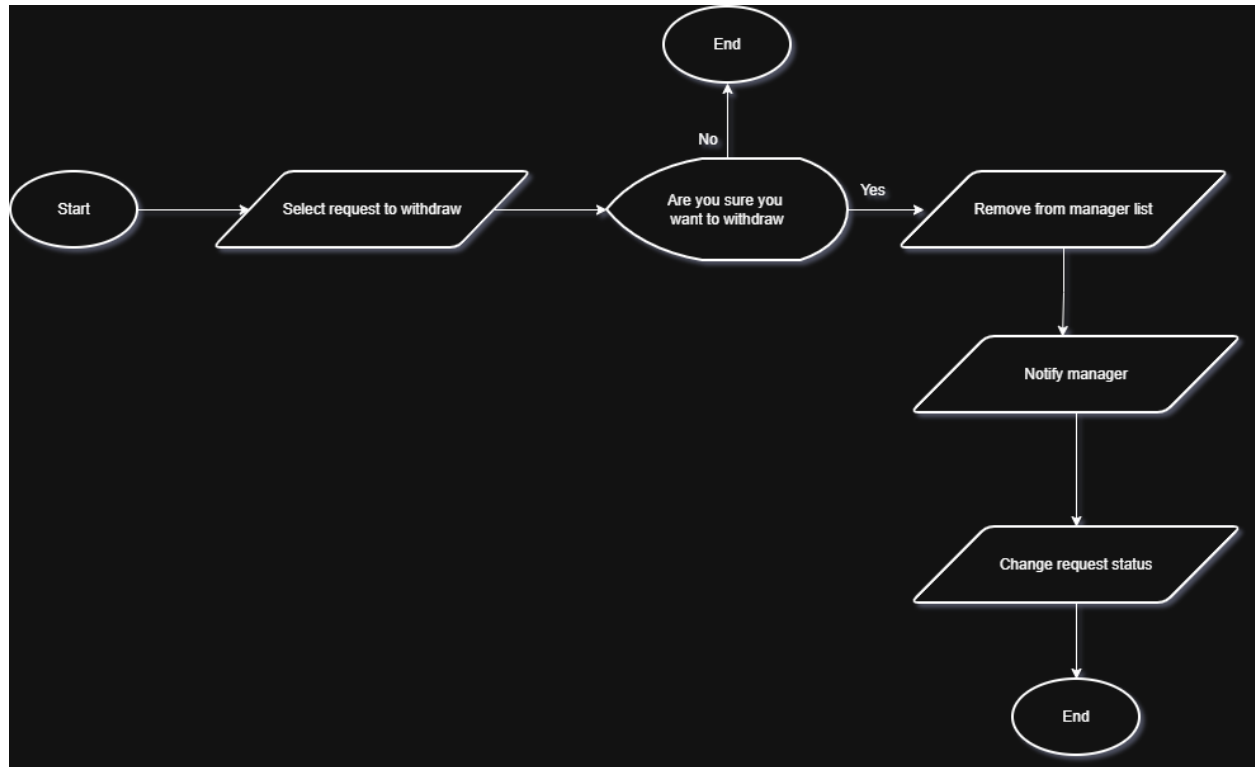 End
No
Start
Select request to withdraw
Are you sure you
want to withdraw
Yes
Remove from manager list
Notify manager
Change request status
End